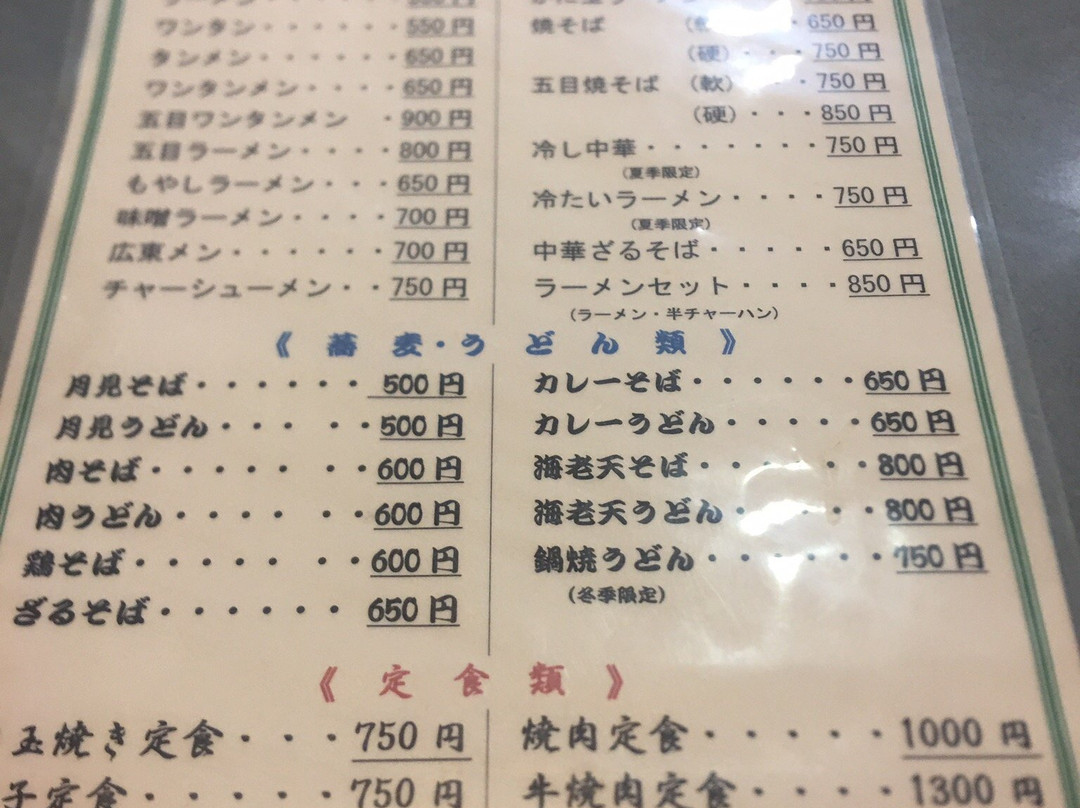 ラーメン・・・・・・
ワンタン・・・・・・550円
タンメン・・・・・・650円
ワンタンメン・・・・650円
五目ワンタンメン ・900円
五目ラーメン・・・・800円
もやしラーメン・・・650円
味噌ラーメン・・・・700円
広東メン・・・・・・700円
チャーシューメン・・750円
焼そば ・・・650円
(硬)・・・750円
五目焼そば (軟)・・・750円
(硬)・・・850円
冷し中華・・・・・・・750円
(夏季限定)
冷たいラーメン・・・・750円
(夏季限定)
中華ざるそば・・・・・650円
ラーメンセット・・・・850円
(ラーメン・半チャーハン)
《 蕎麦・うどん類 》
月見そば・・・・・・500円
月見うどん・・・・・500円
肉そば・・・・・・・600円
肉うどん・・・・・・600円
鶏そば・・・・・・・600円
ざるそば・・・・・・650円
カレーそば・・・・・・650円
カレーうどん・・・・・650円
海老天そば・・・・・・800円
海老天うどん・・・・・800円
鍋焼うどん・・・・・・750円
(冬季限定)
《 定食類 》
玉焼き定食・・・750円
子定食・・・・・750円
焼肉定食・・・・・1000円
牛焼肉定食・・・・1300円